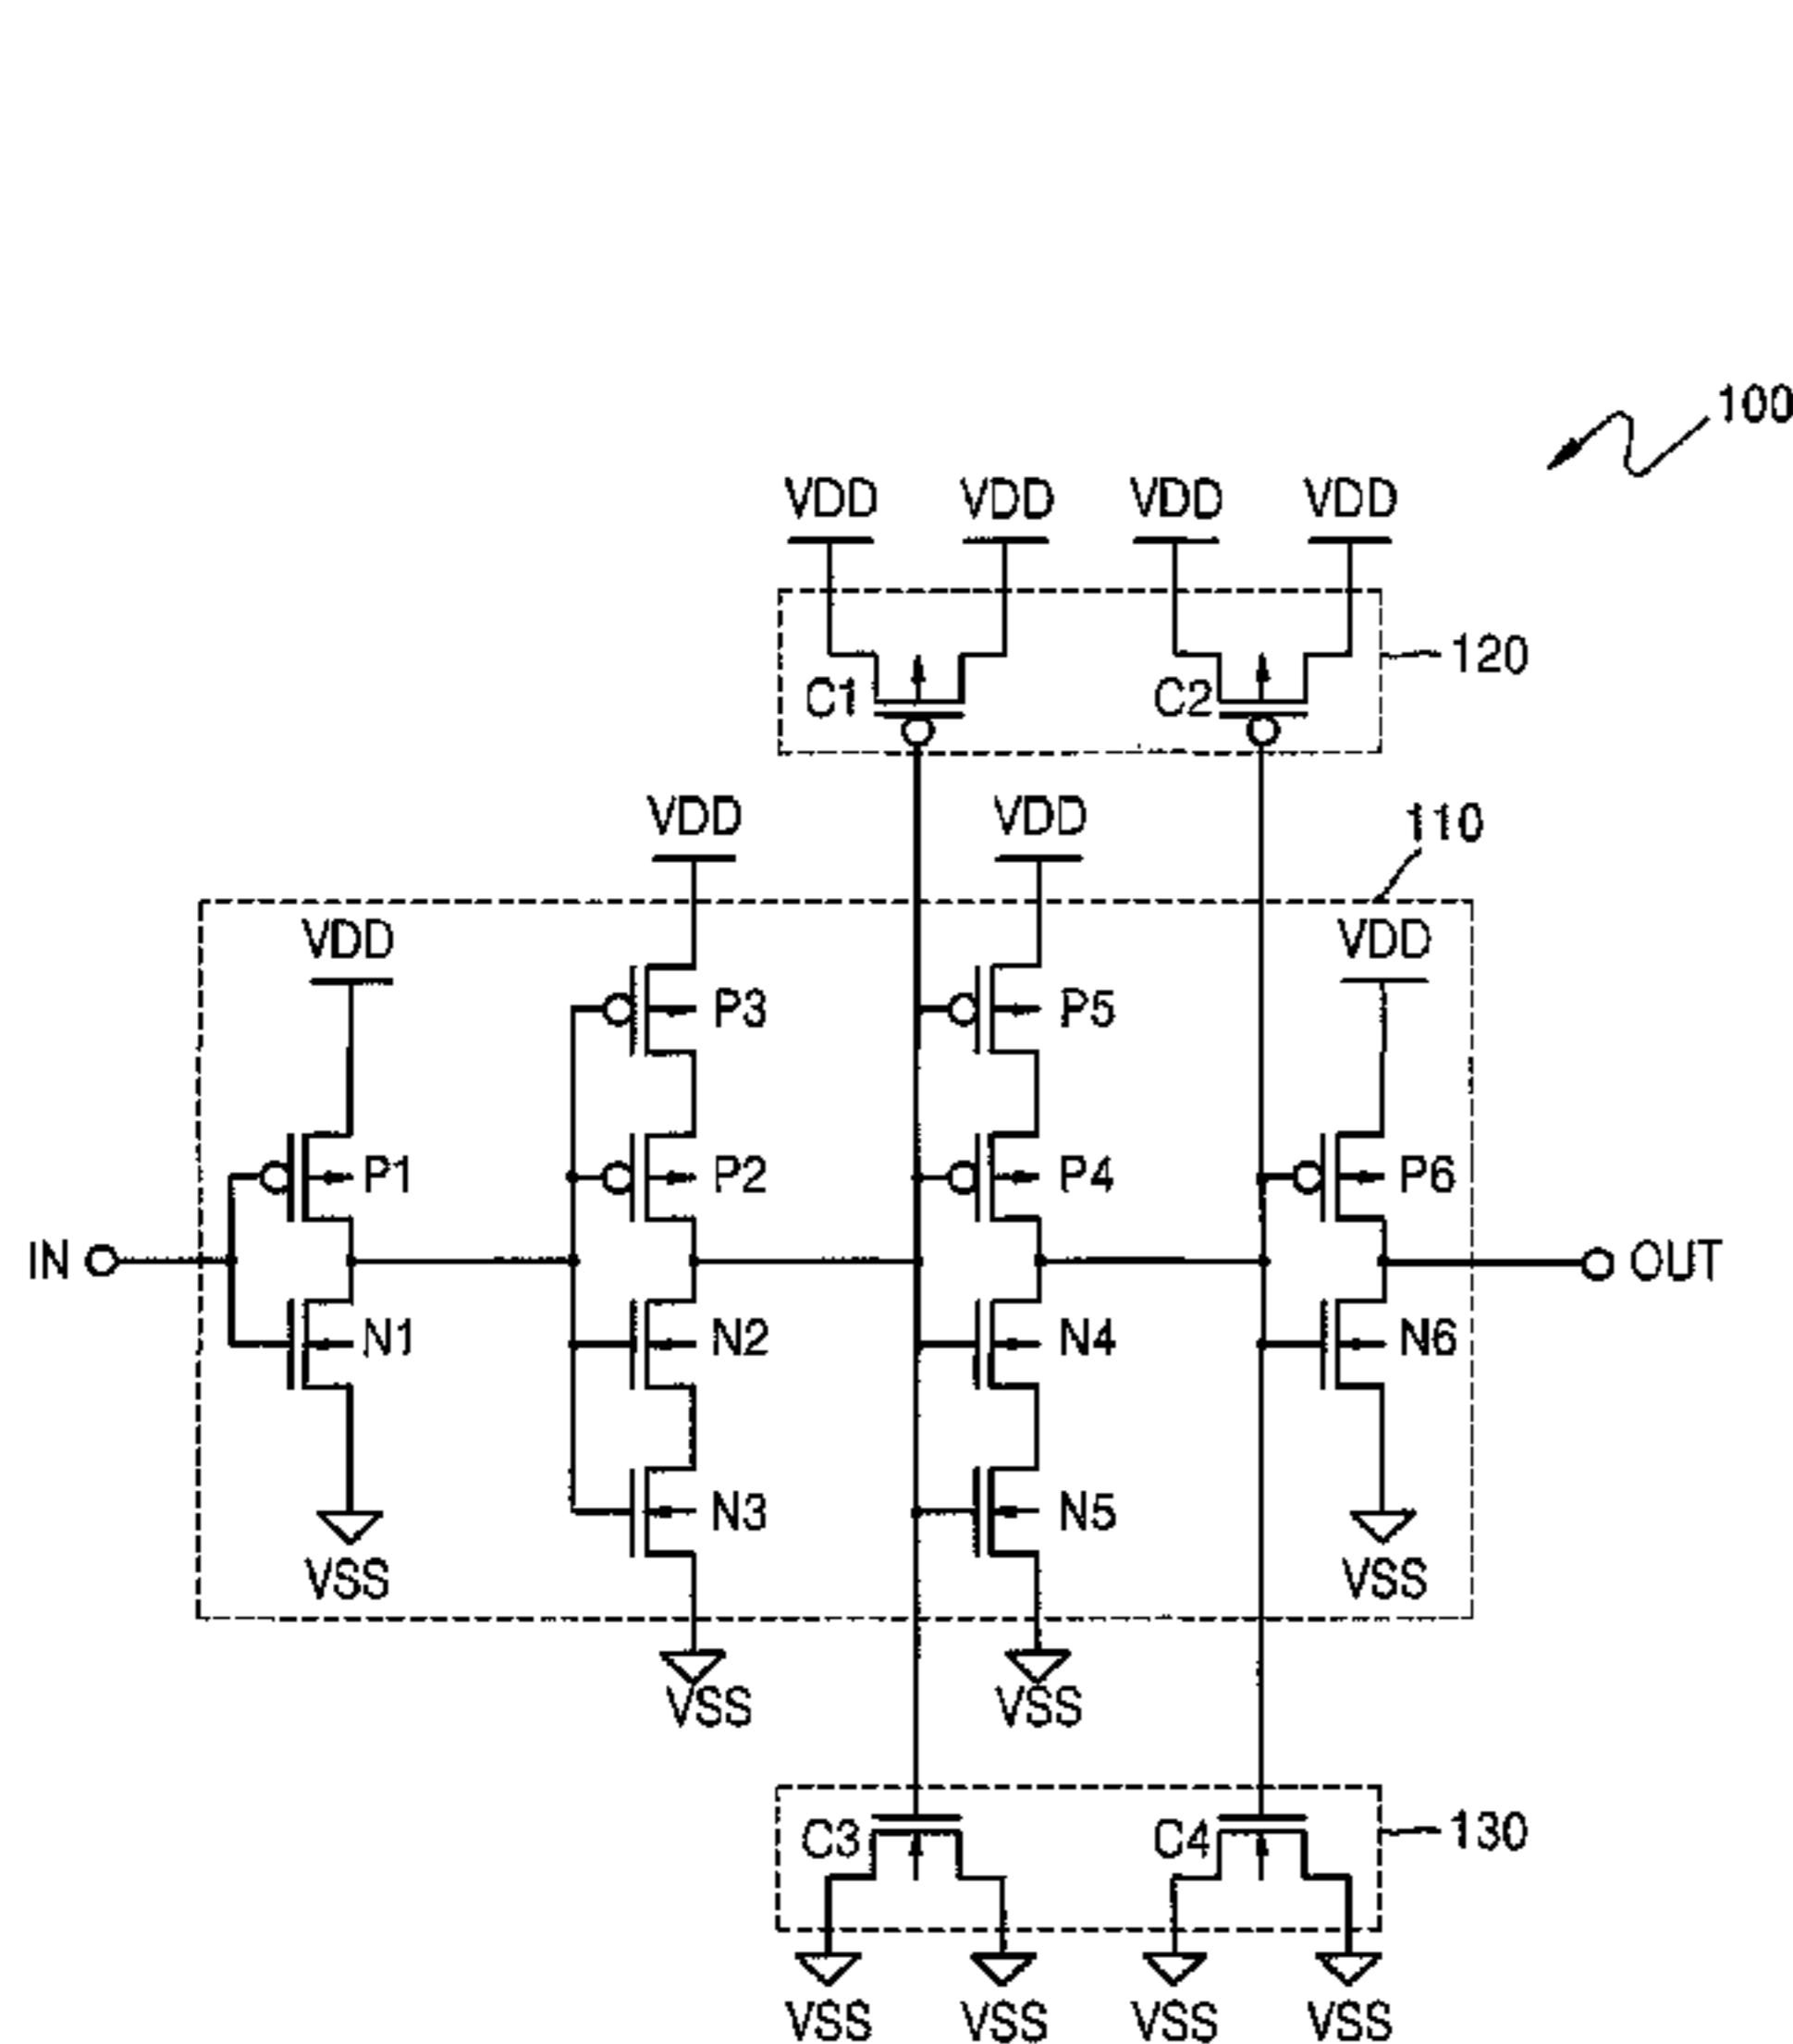 100
VDD VDD VDD VDD
120
C1 C2
VDD VDD 110
VDD VDD
P3 P5
P1 P2 P4 P6
IN OUT
N1 N2 N4 N6
N3 N5
VSS VSS
VSS VSS
C3 C4 130
VSS VSS VSS VSS